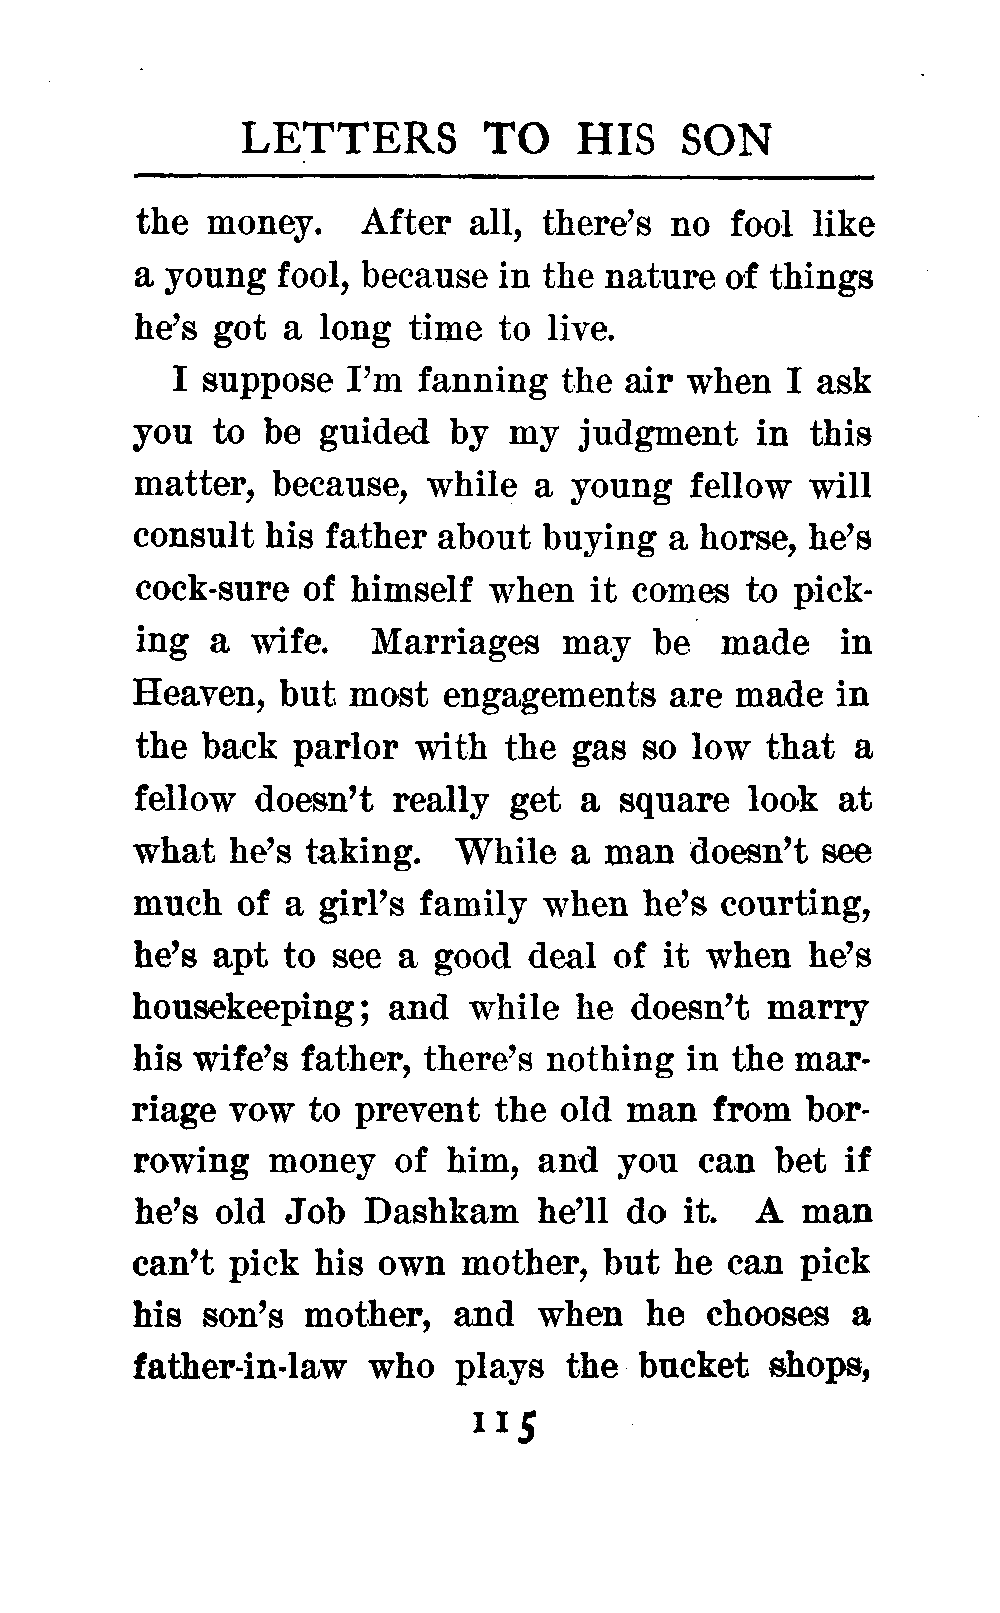 LETTERS TO HIS SON
the money. After all, there's no fool like
a young fool, because in the nature of things
he's got a long time to live.
I suppose I'm fanning the air when I ask
you to be guided by my judgment in this
matter, because, while a young fellow will
consult his father about buying a horse, he's
cock-sure of himself when it comes to pick-
ing a wife. Marriages may be made in
Heaven, but most engagements are made in
the back parlor with the gas so low that a
fellow doesn't really get a square look at
what he's taking. While a man doesn't see
much of a girl's family when he's courting,
he's apt to see a good deal of it when he's
housekeeping; and while he doesn't marry
his wife's father, there's nothing in the mar-
riage vow to prevent the old man from bor-
rowing money of him, and you can bet if
he's old Job Dashkam he'll do it. A man
can't pick his own mother, but he can pick
his son's mother, and when he chooses a
father-in-law who plays the bucket shops,
115